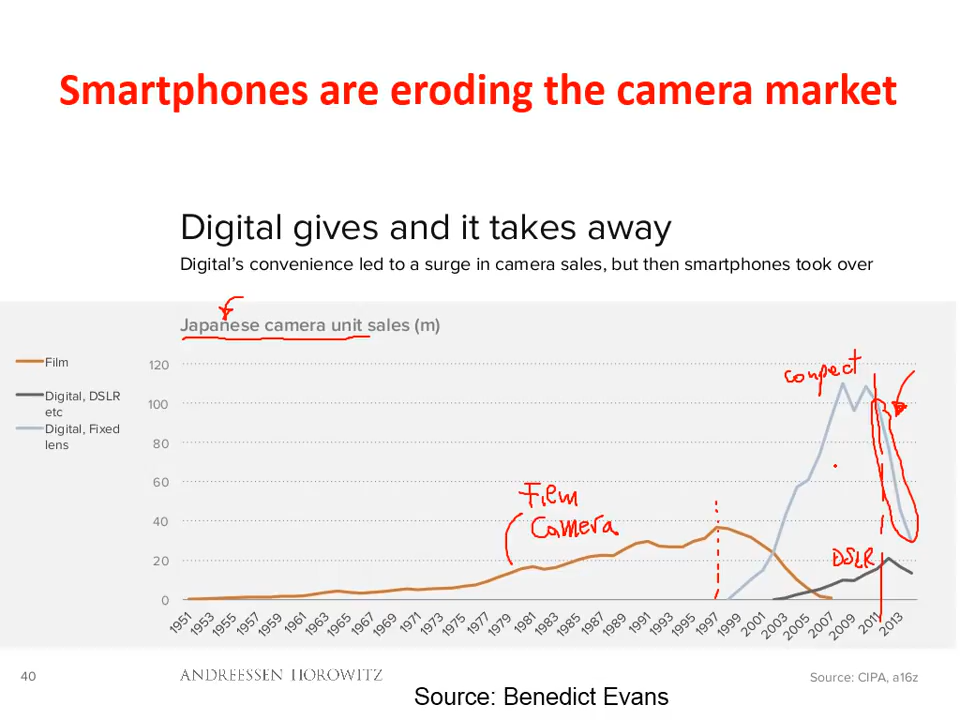 Smartphones are eroding the camera market
Digital gives and it takes away
Digital's convenience led to a surge in camera sales, but then smartphones took over
Japanese camera unit sales (m)
Film
Digital, DSLR
etc
Digital, Fixed
lens
120
100
80
60
40
20
0
compact
Film
Camera
DSLR
1951
1953
1955
1957
1959
1961
1963
1965
1967
1969
1971
1973
1975
1977
1979
1981
1983
1985
1987
1989
1991
1993
1995
1997
1999
2001
2003
2005
2007
2009
2011
2013
40
ANDREESSEN HOROWITZ
Source: CIPA, a16z
Source: Benedict Evans